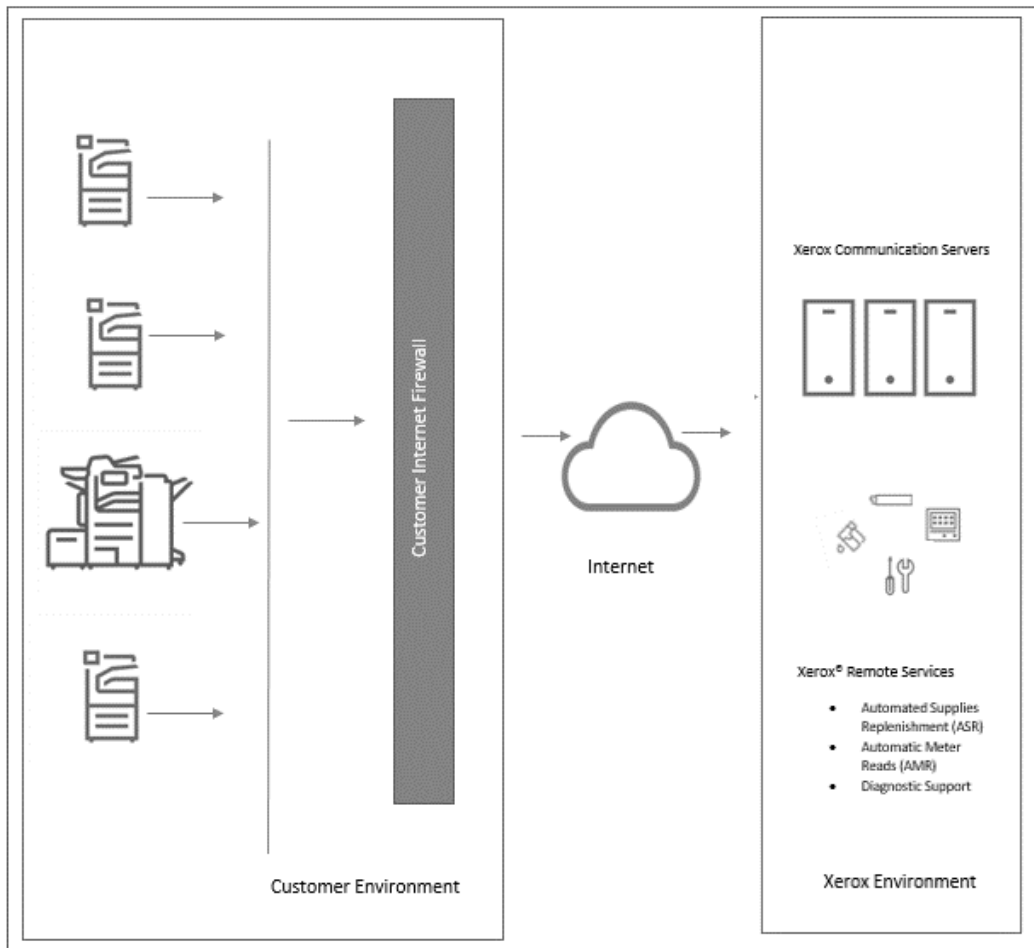 Xerox Communication Servers
Customer Internet Firewall
Internet
Xerox® Remote Services
• Automated Supplies
Replenishment (ASR)
• Automatic Meter
Reads (AMR)
• Diagnostic Support
Customer Environment
Xerox Environment